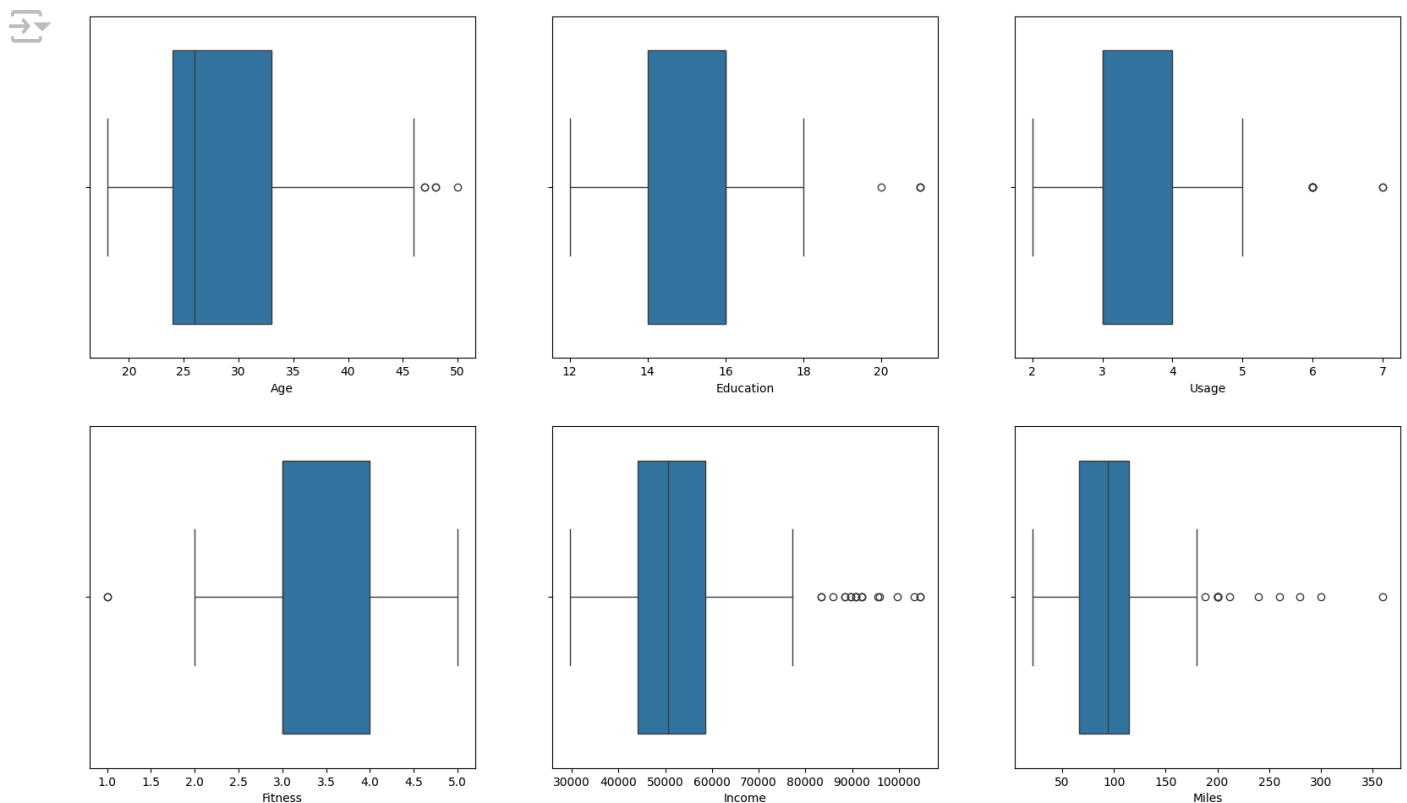 20 25 30 35 40 45 50
Age
12 14 16 18 20
Education
2 3 4 5 6 7
Usage
1.0 1.5 2.0 2.5 3.0 3.5 4.0 4.5 5.0
Fitness
30000 40000 50000 60000 70000 80000 90000 100000
Income
50 100 150 200 250 300 350
Miles